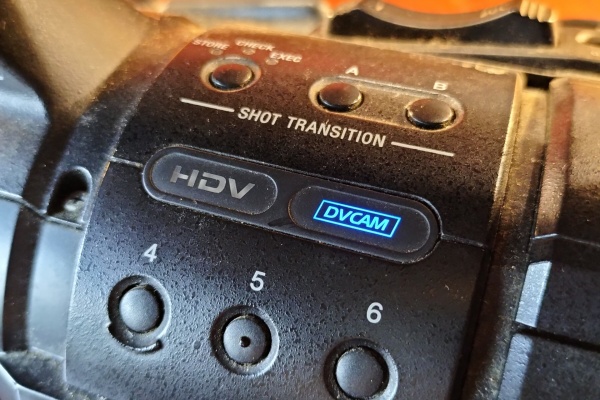 STORE CHECK EXEC
A B
SHOT TRANSITION
HDV DVCAM
4 5 6